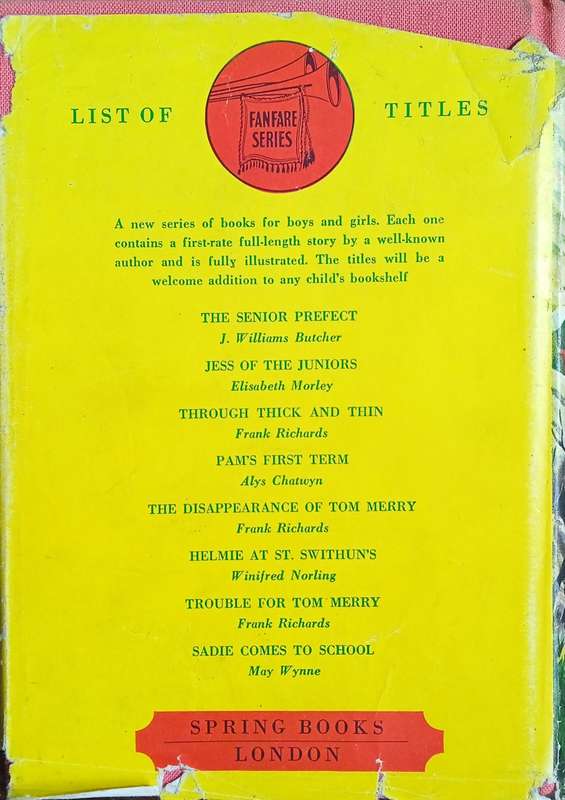 LIST OF
FANFARE
SERIES
TITLES
A new series of books for boys and girls. Each one
contains a first-rate full-length story by a well-known
author and is fully illustrated. The titles will be a
welcome addition to any child's bookshelf
THE SENIOR PREFECT
J. Williams Butcher
JESS OF THE JUNIORS
Elisabeth Morley
THROUGH THICK AND THIN
Frank Richards
PAM'S FIRST TERM
Alys Chatwyn
THE DISAPPEARANCE OF TOM MERRY
Frank Richards
HELMIE AT ST. SWITHUN'S
Winifred Norling
TROUBLE FOR TOM MERRY
Frank Richards
SADIE COMES TO SCHOOL
May Wynne
SPRING BOOKS
LONDON